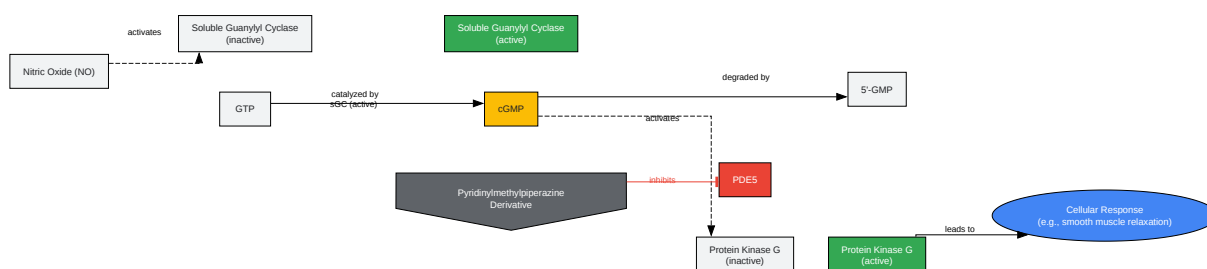 Soluble Guanylyl Cyclase
(inactive)
Soluble Guanylyl Cyclase
(active)
activates
Nitric Oxide (NO)
degraded by
5'-GMP
catalyzed by
sGC (active)
GTP
cGMP
activates
inhibits
PDE5
Pyridinylmethylpiperazine
Derivative
Cellular Response
(e.g., smooth muscle relaxation)
leads to
Protein Kinase G
(inactive)
Protein Kinase G
(active)